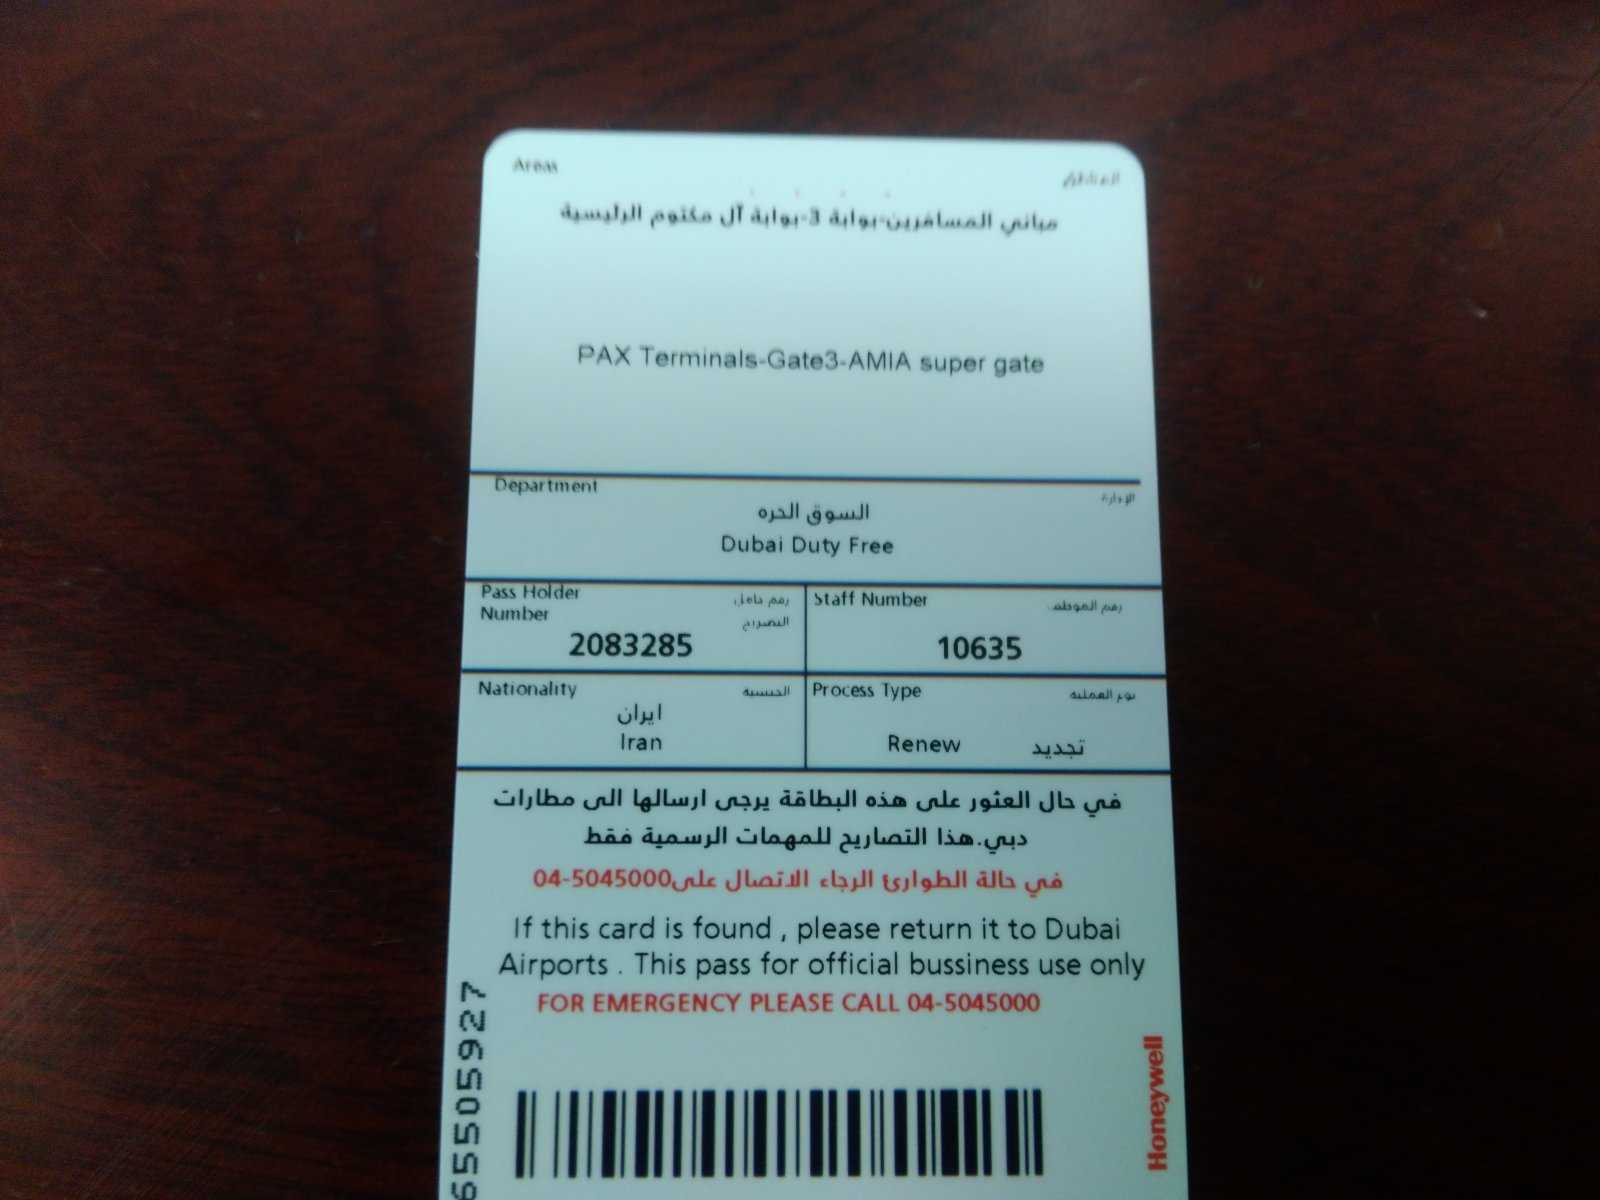 Areas المناطق
مباني المسافرين-بوابة 3-بوابة آل مكتوم الرئيسية
PAX Terminals-Gate3-AMIA super gate
Department الإدارة
السوق الحره
Dubai Duty Free
Pass Holder رقم حامل
Number التصريح
2083285
Staff Number رقم الموظف
10635
Nationality الجنسية
ايران
Iran
Process Type نوع العملية
Renew تجديد
في حال العثور على هذه البطاقة يرجى ارسالها الى مطارات
دبي.هذا التصاريح للمهمات الرسمية فقط
في حالة الطوارئ الرجاء الاتصال على04-5045000
If this card is found , please return it to Dubai
Airports . This pass for official bussiness use only
FOR EMERGENCY PLEASE CALL 04-5045000
65505927
Honeywell